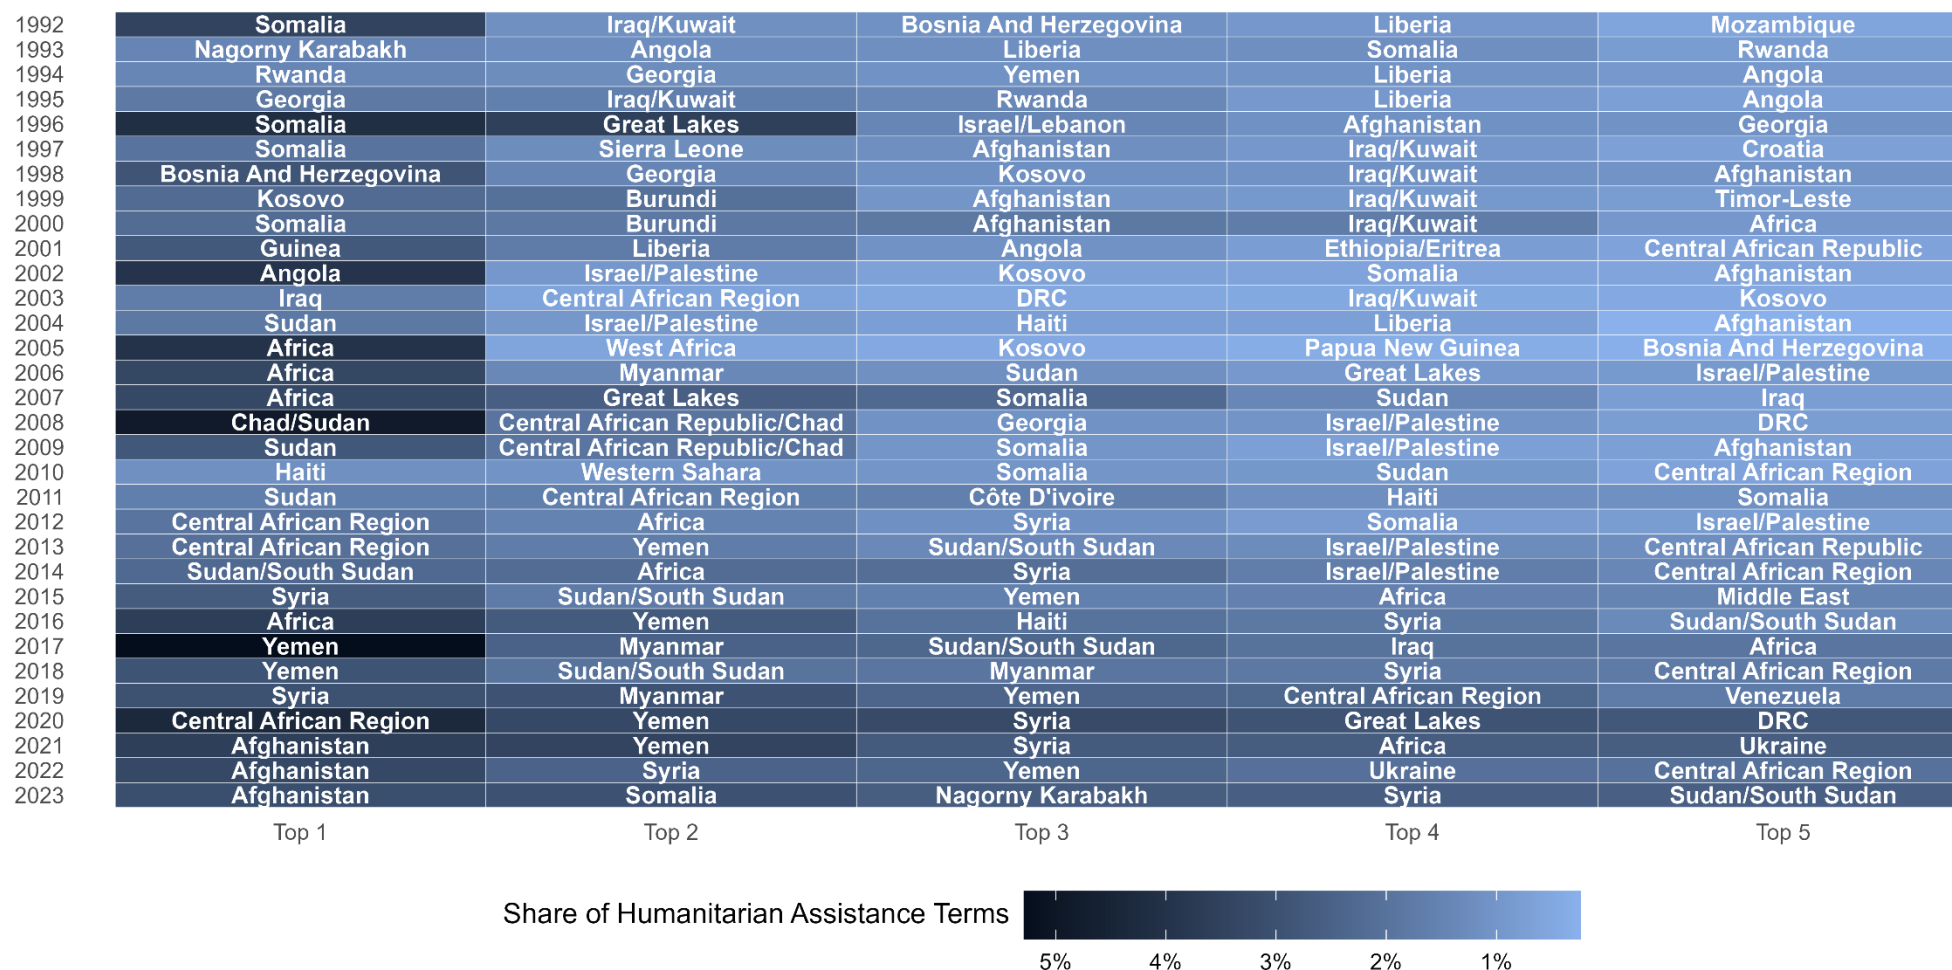 1992 Somalia Iraq/Kuwait Bosnia And Herzegovina Liberia Mozambique
1993 Nagorny Karabakh Angola Liberia Somalia Rwanda
1994 Rwanda Georgia Yemen Liberia Angola
1995 Georgia Iraq/Kuwait Rwanda Liberia Angola
1996 Somalia Great Lakes Israel/Lebanon Afghanistan Georgia
1997 Somalia Sierra Leone Afghanistan Iraq/Kuwait Croatia
1998 Bosnia And Herzegovina Georgia Kosovo Iraq/Kuwait Afghanistan
1999 Kosovo Burundi Afghanistan Iraq/Kuwait Timor-Leste
2000 Somalia Burundi Afghanistan Iraq/Kuwait Africa
2001 Guinea Liberia Angola Ethiopia/Eritrea Central African Republic
2002 Angola Israel/Palestine Kosovo Somalia Afghanistan
2003 Iraq Central African Region DRC Iraq/Kuwait Kosovo
2004 Sudan Israel/Palestine Haiti Liberia Afghanistan
2005 Africa West Africa Kosovo Papua New Guinea Bosnia And Herzegovina
2006 Africa Myanmar Sudan Great Lakes Israel/Palestine
2007 Africa Great Lakes Somalia Sudan Iraq
2008 Chad/Sudan Central African Republic/Chad Georgia Israel/Palestine DRC
2009 Sudan Central African Republic/Chad Somalia Israel/Palestine Afghanistan
2010 Haiti Western Sahara Somalia Sudan Central African Region
2011 Sudan Central African Region Côte D'ivoire Haiti Somalia
2012 Central African Region Africa Syria Somalia Israel/Palestine
2013 Central African Region Yemen Sudan/South Sudan Israel/Palestine Central African Republic
2014 Sudan/South Sudan Africa Syria Israel/Palestine Central African Region
2015 Syria Sudan/South Sudan Yemen Africa Middle East
2016 Africa Yemen Haiti Syria Sudan/South Sudan
2017 Yemen Myanmar Sudan/South Sudan Iraq Africa
2018 Yemen Sudan/South Sudan Myanmar Syria Central African Region
2019 Syria Myanmar Yemen Central African Region Venezuela
2020 Central African Region Yemen Syria Great Lakes DRC
2021 Afghanistan Yemen Syria Africa Ukraine
2022 Afghanistan Syria Yemen Ukraine Central African Region
2023 Afghanistan Somalia Nagorny Karabakh Syria Sudan/South Sudan
Top 1 Top 2 Top 3 Top 4 Top 5
Share of Humanitarian Assistance Terms
5% 4% 3% 2% 1%